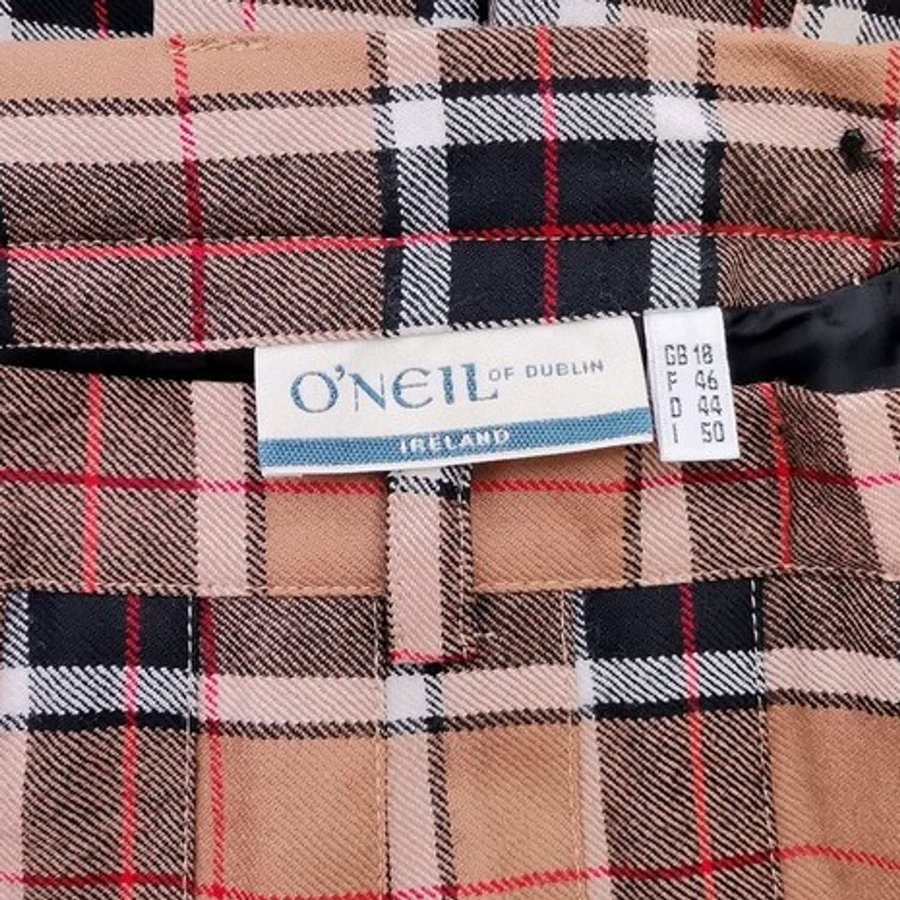 O'NEIL OF DUBLIN
IRELAND
GB 18
F 46
D 44
I 50